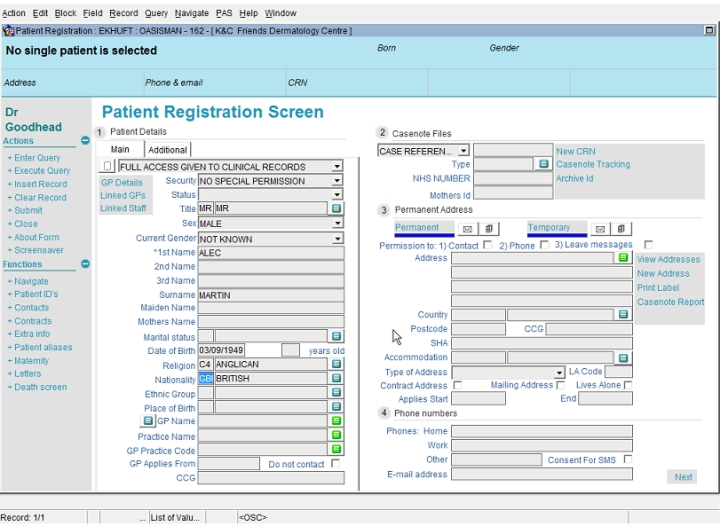 Action Edit Block Field Record Query Navigate PAS Help Window
Patient Registration : EKHUFT : OASISMAN - 162 - [ K&C Friends Dermatology Centre ]
No single patient is selected
Born
Gender
Address
Phone & email
CRN
Dr
Goodhead
Actions
+ Enter Query
+ Execute Query
+ Insert Record
+ Clear Record
+ Submit
+ Close
+ About Form
+ Screensaver
Functions
+ Navigate
+ Patient ID's
+ Contacts
+ Contracts
+ Extra info
+ Patient aliases
+ Maternity
+ Letters
+ Death screen
Patient Registration Screen
1 Patient Details
Main Additional
FULL ACCESS GIVEN TO CLINICAL RECORDS
GP Details
Linked GPs
Linked Staff
Security NO SPECIAL PERMISSION
Status
Title MR MR
Sex MALE
Current Gender NOT KNOWN
*1st Name ALEC
2nd Name
3rd Name
Surname MARTIN
Maiden Name
Mothers Name
Marital status
Date of Birth 03/09/1949 years old
Religion C4 ANGLICAN
Nationality GB BRITISH
Ethnic Group
Place of Birth
GP Name
Practice Name
GP Practice Code
GP Applies From Do not contact
CCG
2 Casenote Files
CASE REFEREN... New CRN
Type Casenote Tracking
NHS NUMBER Archive Id
Mothers Id
3 Permanent Address
Permanent Temporary
Permission to: 1) Contact 2) Phone 3) Leave messages
Address
View Addresses
New Address
Print Label
Casenote Report
Country
Postcode CCG
SHA
Accommodation
Type of Address LA Code
Contract Address Mailing Address Lives Alone
Applies Start End
4 Phone numbers
Phones: Home
Work
Other Consent For SMS
E-mail address
Next
Record: 1/1 ... List of Valu... <OSC>